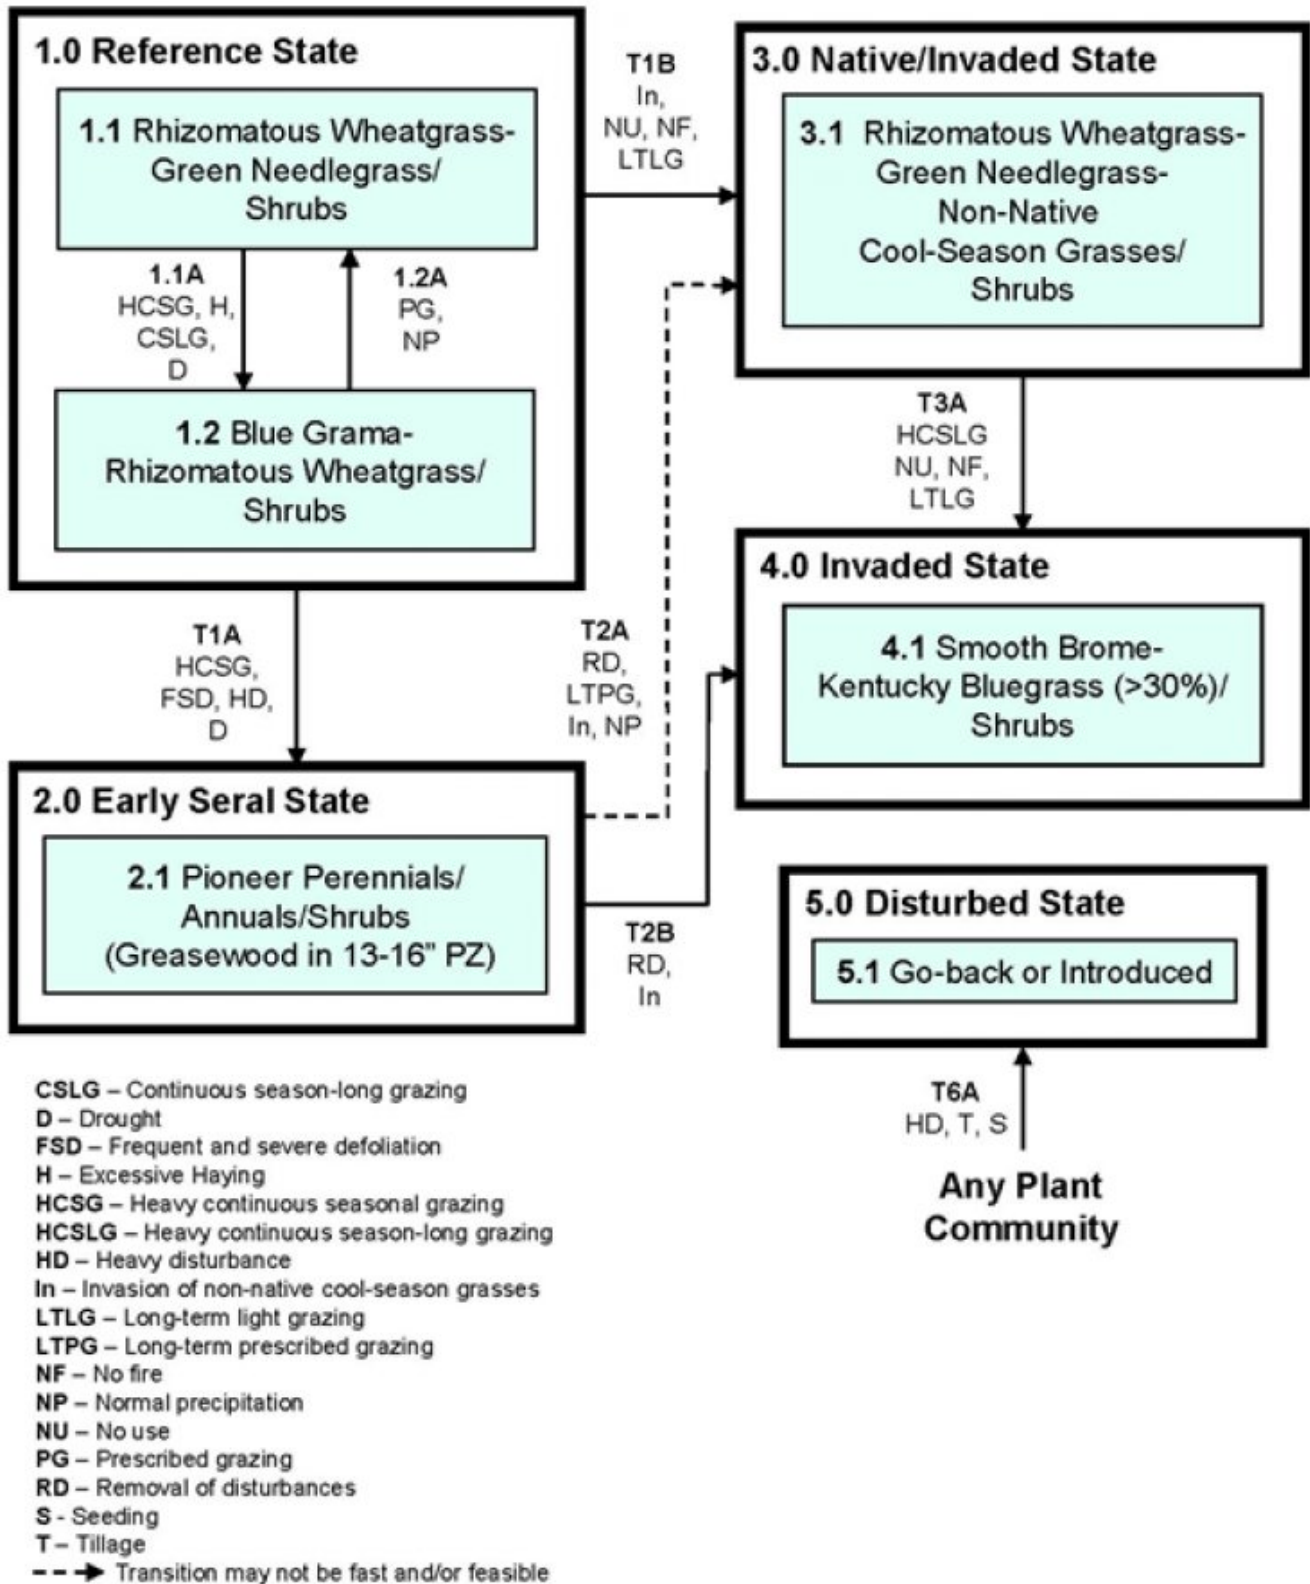 1.0 Reference State
1.1 Rhizomatous Wheatgrass-
Green Needlegrass/
Shrubs
1.1A
HCSG, H,
CSLG,
D
1.2A
PG,
NP
1.2 Blue Grama-
Rhizomatous Wheatgrass/
Shrubs
T1B
In,
NU, NF,
LTLG
3.0 Native/Invaded State
3.1 Rhizomatous Wheatgrass-
Green Needlegrass-
Non-Native
Cool-Season Grasses/
Shrubs
T3A
HCSLG
NU, NF,
LTLG
T1A
HCSG,
FSD, HD,
D
T2A
RD,
LTPG,
In, NP
4.0 Invaded State
4.1 Smooth Brome-
Kentucky Bluegrass (>30%)/
Shrubs
2.0 Early Seral State
2.1 Pioneer Perennials/
Annuals/Shrubs
(Greasewood in 13-16" PZ)
T2B
RD,
In
5.0 Disturbed State
5.1 Go-back or Introduced
T6A
HD, T, S
Any Plant
Community
CSLG – Continuous season-long grazing
D – Drought
FSD – Frequent and severe defoliation
H – Excessive Haying
HCSG – Heavy continuous seasonal grazing
HCSLG – Heavy continuous season-long grazing
HD – Heavy disturbance
In – Invasion of non-native cool-season grasses
LTLG – Long-term light grazing
LTPG – Long-term prescribed grazing
NF – No fire
NP – Normal precipitation
NU – No use
PG – Prescribed grazing
RD – Removal of disturbances
S - Seeding
T – Tillage
Transition may not be fast and/or feasible